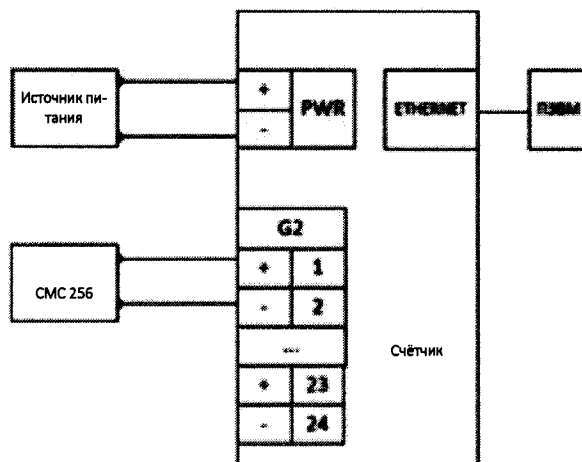 Источник пи-
тания
+
PWR
-
ETHERNET
ПЭВМ
G2
СМС 256
+ 1
- 2
...
Счётчик
+ 23
- 24